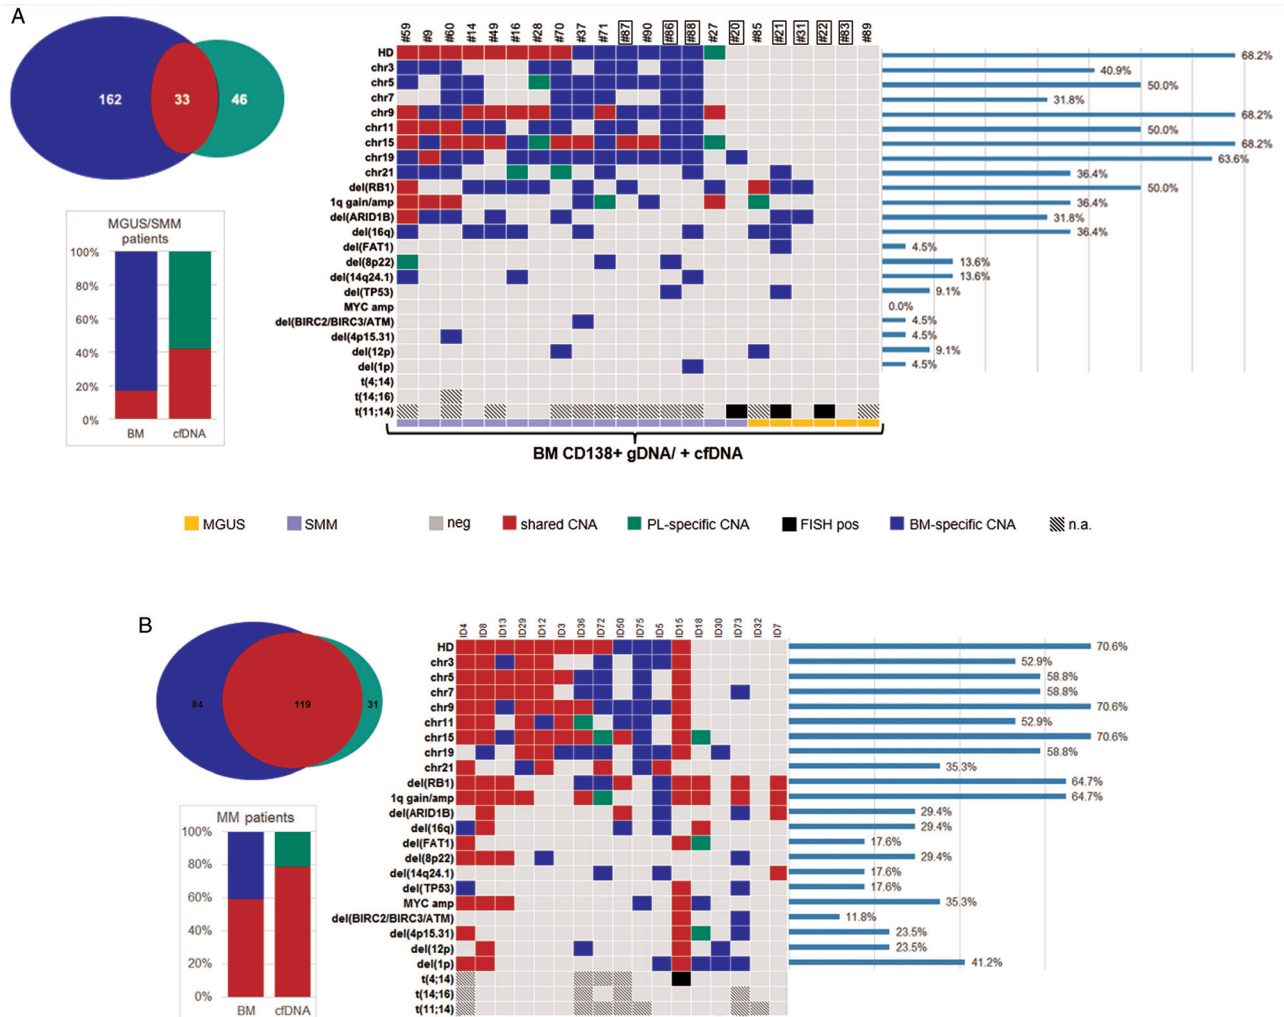 A
#59 #9 #60 #14 #49 #16 #28 #70 #37 #71 #87 #90 #86 #88 #27 #20 #85 #21 #31 #22 #83 #89
162 33 46
HD 68.2%
chr3 40.9%
chr5 50.0%
chr7 31.8%
chr9 68.2%
chr11 50.0%
chr15 68.2%
chr19 63.6%
chr21 36.4%
del(RB1) 50.0%
1q gain/amp 36.4%
del(ARID1B) 31.8%
del(16q) 36.4%
del(FAT1) 4.5%
del(8p22) 13.6%
del(14q24.1) 13.6%
del(TP53) 9.1%
MYC amp 0.0%
del(BIRC2/BIRC3/ATM) 4.5%
del(4p15.31) 4.5%
del(12p) 9.1%
del(1p) 4.5%
t(4;14)
t(14;16)
t(11;14)
MGUS/SMM
patients
100%
80%
60%
40%
20%
0%
BM cfDNA
BM CD138+ gDNA/ + cfDNA
MGUS SMM neg shared CNA PL-specific CNA FISH pos BM-specific CNA n.a.
B
ID4 ID8 ID13 ID29 ID12 ID3 ID36 ID72 ID50 ID75 ID5 ID15 ID18 ID30 ID73 ID32 ID7
84 119 31
HD 70.6%
chr3 52.9%
chr5 58.8%
chr7 58.8%
chr9 70.6%
chr11 52.9%
chr15 70.6%
chr19 58.8%
chr21 35.3%
del(RB1) 64.7%
1q gain/amp 64.7%
del(ARID1B) 29.4%
del(16q) 29.4%
del(FAT1) 17.6%
del(8p22) 29.4%
del(14q24.1) 17.6%
del(TP53) 17.6%
MYC amp 35.3%
del(BIRC2/BIRC3/ATM) 11.8%
del(4p15.31) 23.5%
del(12p) 23.5%
del(1p) 41.2%
t(4;14)
t(14;16)
t(11;14)
MM patients
100%
80%
60%
40%
20%
0%
BM cfDNA